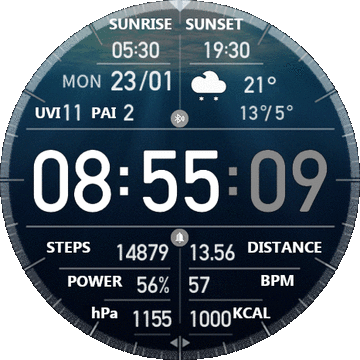 SUNRISE SUNSET
05:30 19:30
MON 23/01 21°
UVI 11 PAI 2 13°/5°
08:55:09
STEPS 14879 13.56 DISTANCE
POWER 56% 57 BPM
hPa 1155 1000 KCAL